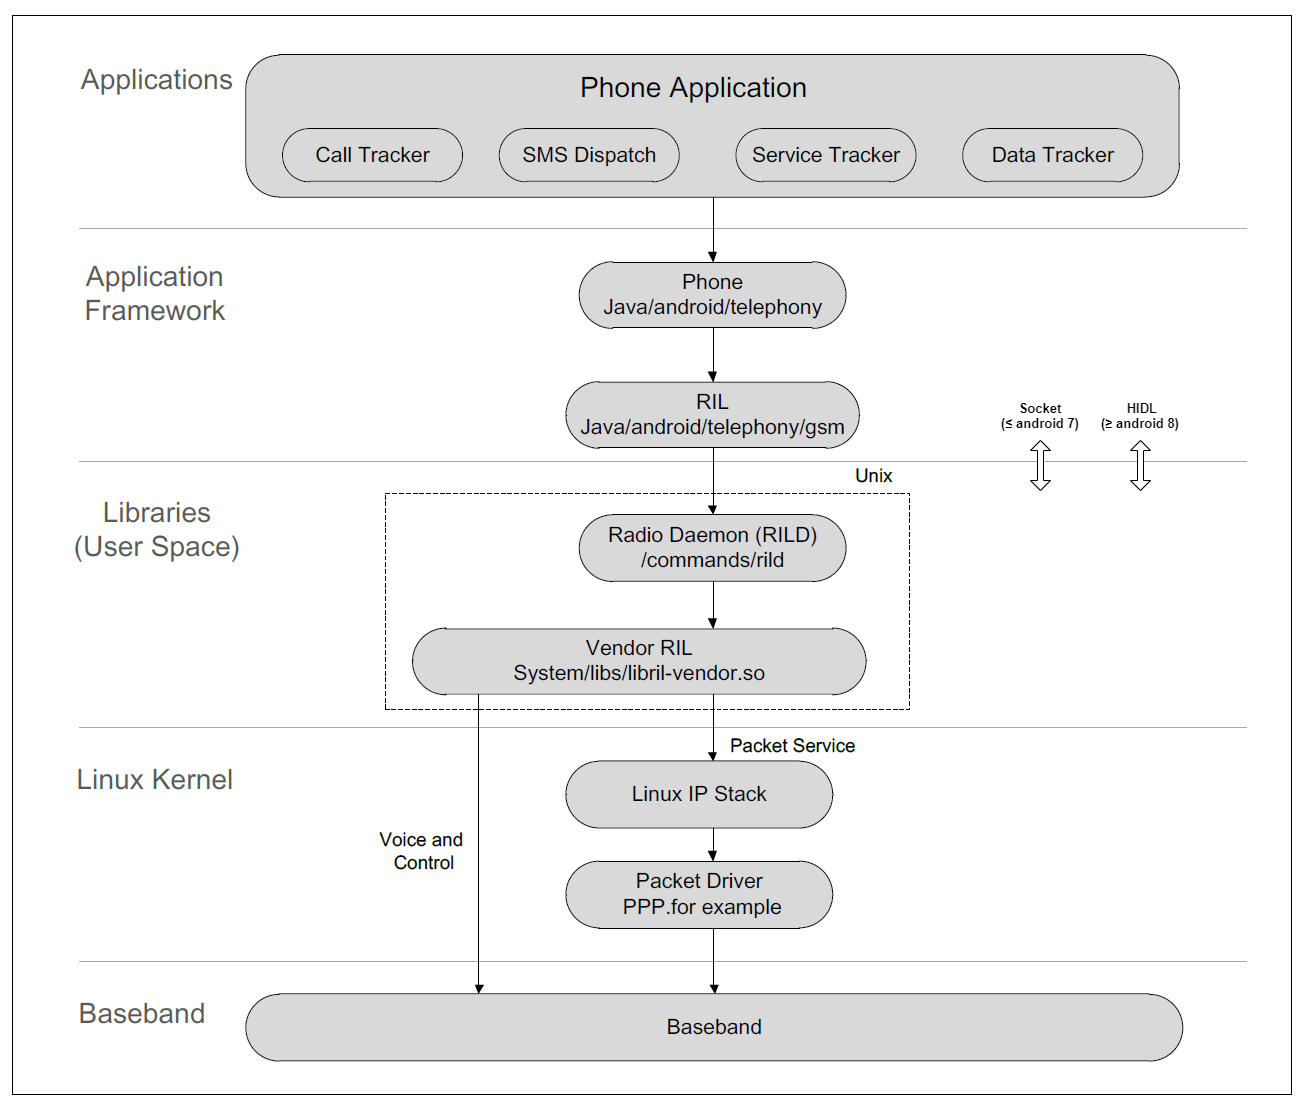 Applications
Phone Application
Call Tracker
SMS Dispatch
Service Tracker
Data Tracker
Application
Framework
Phone
Java/android/telephony
RIL
Java/android/telephony/gsm
Socket
(≤ android 7)
HIDL
(≥ android 8)
Unix
Libraries
(User Space)
Radio Daemon (RILD)
/commands/rild
Vendor RIL
System/libs/libril-vendor.so
Packet Service
Linux Kernel
Linux IP Stack
Voice and
Control
Packet Driver
PPP.for example
Baseband
Baseband